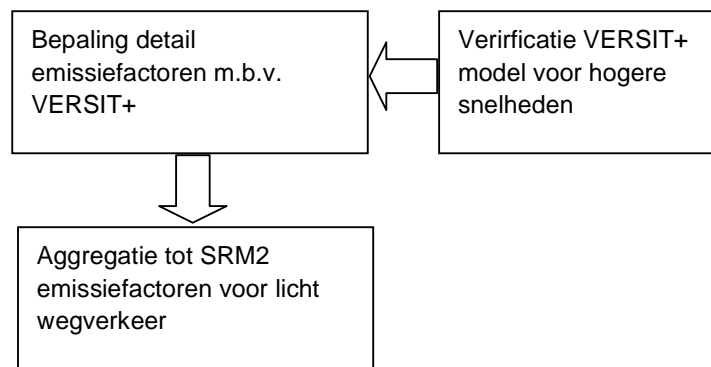 Bepaling detail
emissiefactoren m.b.v.
VERSIT+
Verirficatie VERSIT+
model voor hogere
snelheden
Aggregatie tot SRM2
emissiefactoren voor licht
wegverkeer